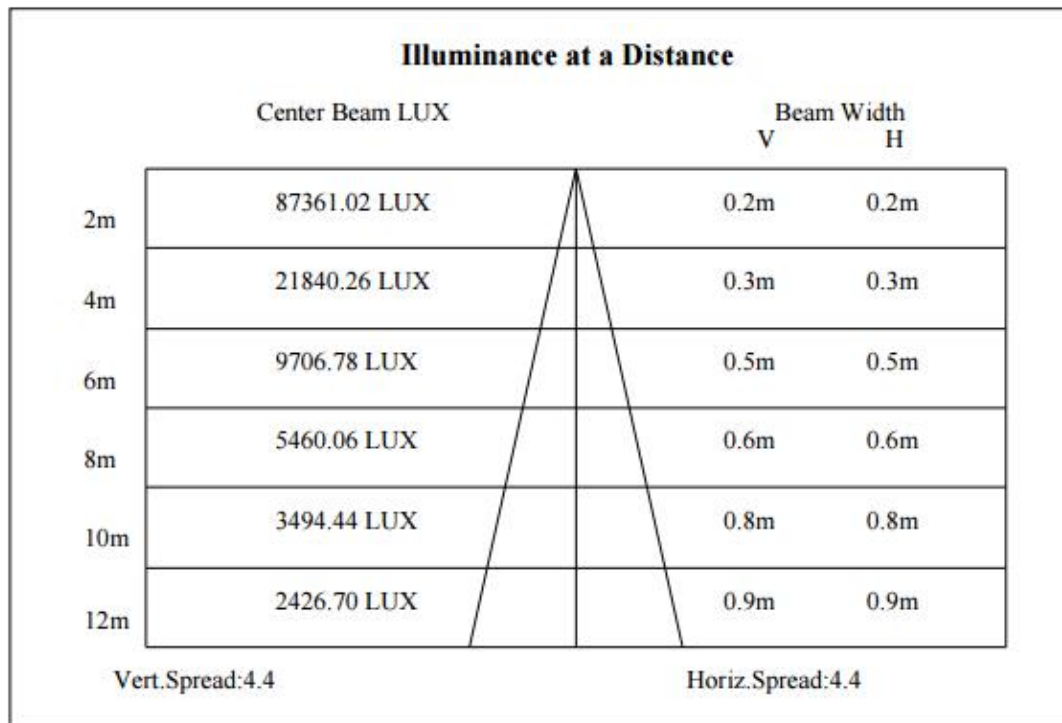 Illuminance at a Distance
Center Beam LUX Beam Width
V H
2m 87361.02 LUX 0.2m 0.2m
4m 21840.26 LUX 0.3m 0.3m
6m 9706.78 LUX 0.5m 0.5m
8m 5460.06 LUX 0.6m 0.6m
10m 3494.44 LUX 0.8m 0.8m
12m 2426.70 LUX 0.9m 0.9m
Vert.Spread:4.4 Horiz.Spread:4.4